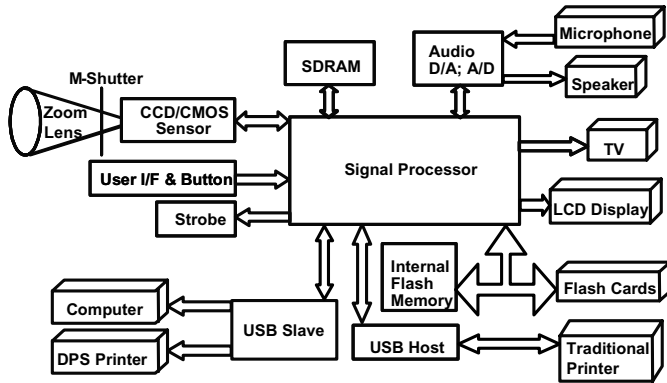 Microphone
Audio
D/A; A/D
SDRAM
Speaker
M-Shutter
Zoom
Lens
CCD/CMOS
Sensor
TV
Signal Processor
User I/F & Button
LCD Display
Strobe
Internal
Flash
Memory
Flash Cards
Computer
USB Slave
DPS Printer
USB Host
Traditional
Printer